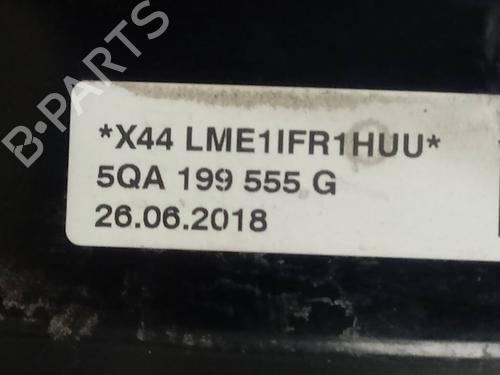 B-PARTS
*X44 LME1IFR1HUU*
5QA 199 555 G
26.06.2018